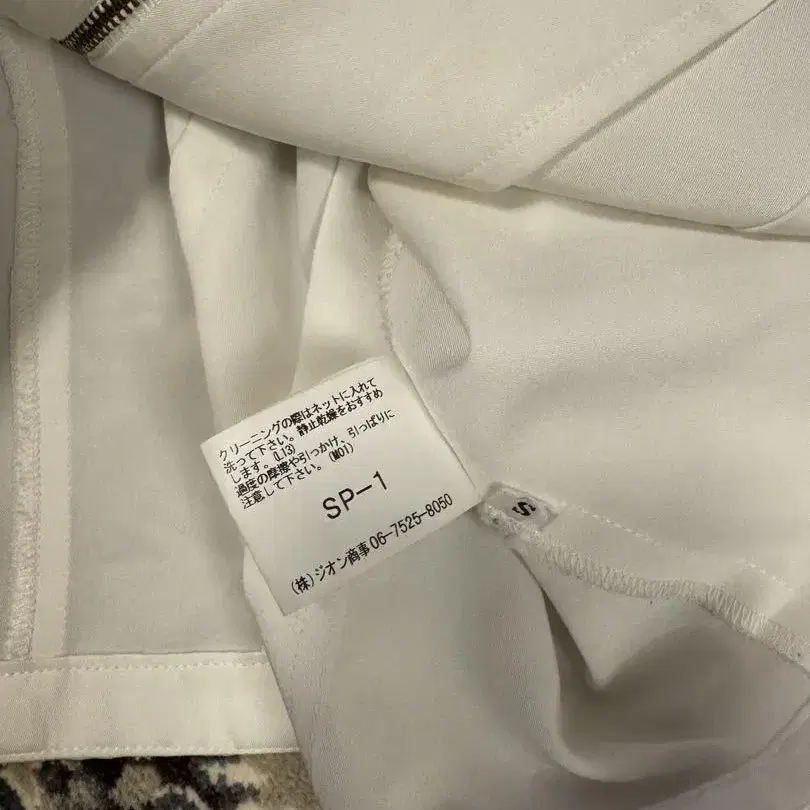 クリーニングの際はネットに入れて
洗って下さい。静止乾燥をおすすめ
します。(L13)
過度の摩擦や引っかけ、引っぱりに
注意して下さい。(M01)
SP-1
(株)ジオン商事06-7525-8050
S